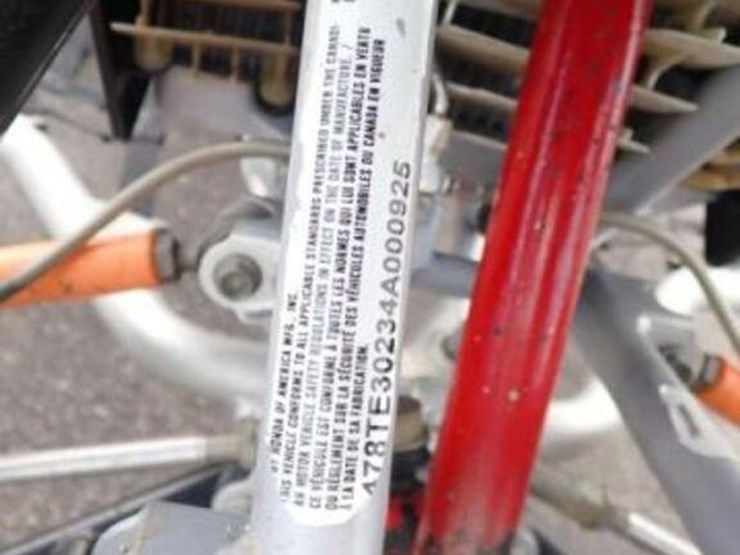 BY HONDA OF AMERICA MFG., INC.
THIS VEHICLE CONFORMS TO ALL APPLICABLE STANDARDS PRESCRIBED UNDER THE CANADI-
AN MOTOR VEHICLE SAFETY REGULATIONS IN EFFECT ON THE DATE OF MANUFACTURE. /
CE VÉHICULE EST CONFORME À TOUTES LES NORMES QUI LUI SONT APPLICABLES EN VERTU
DU RÈGLEMENT SUR LA SÉCURITÉ DES VÉHICULES AUTOMOBILES DU CANADA EN VIGUEUR
À LA DATE DE SA FABRICATION.
478TE30234A000925